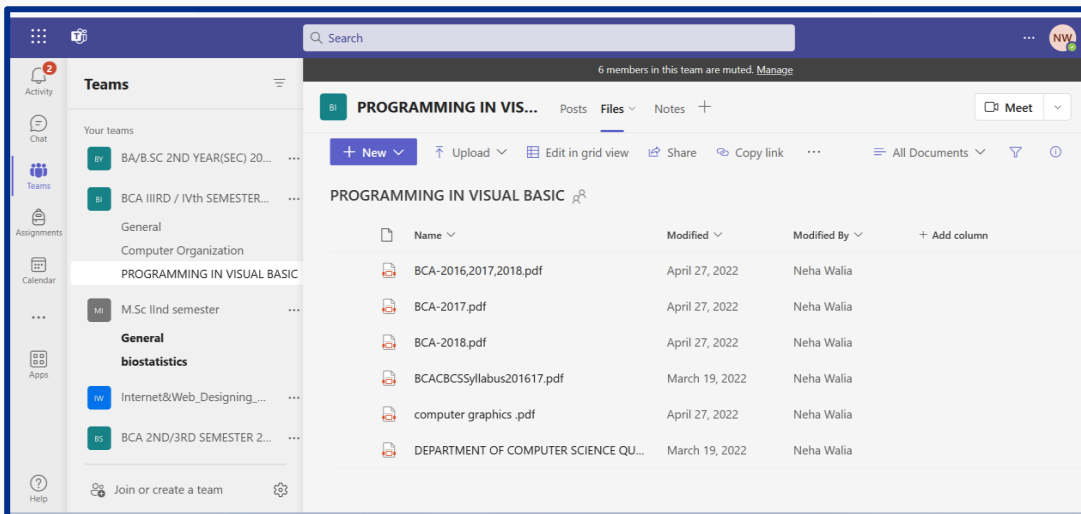 Search
NW
2
Activity
Chat
Teams
Assignments
Calendar
Apps
Help
Teams
Your teams
BY BA/B.SC 2ND YEAR(SEC) 20...
BI BCA IIIRD / IVth SEMESTER...
General
Computer Organization
PROGRAMMING IN VISUAL BASIC
MI M.Sc IInd semester
General
biostatistics
IW Internet&Web_Designing_...
BS BCA 2ND/3RD SEMESTER 2...
Join or create a team
6 members in this team are muted. Manage
BI PROGRAMMING IN VIS... Posts Files Notes Meet
New Upload Edit in grid view Share Copy link ... All Documents
PROGRAMMING IN VISUAL BASIC
Name Modified Modified By + Add column
BCA-2016,2017,2018.pdf April 27, 2022 Neha Walia
BCA-2017.pdf April 27, 2022 Neha Walia
BCA-2018.pdf April 27, 2022 Neha Walia
BCACBCSSyllabus201617.pdf March 19, 2022 Neha Walia
computer graphics .pdf April 27, 2022 Neha Walia
DEPARTMENT OF COMPUTER SCIENCE QU... March 19, 2022 Neha Walia